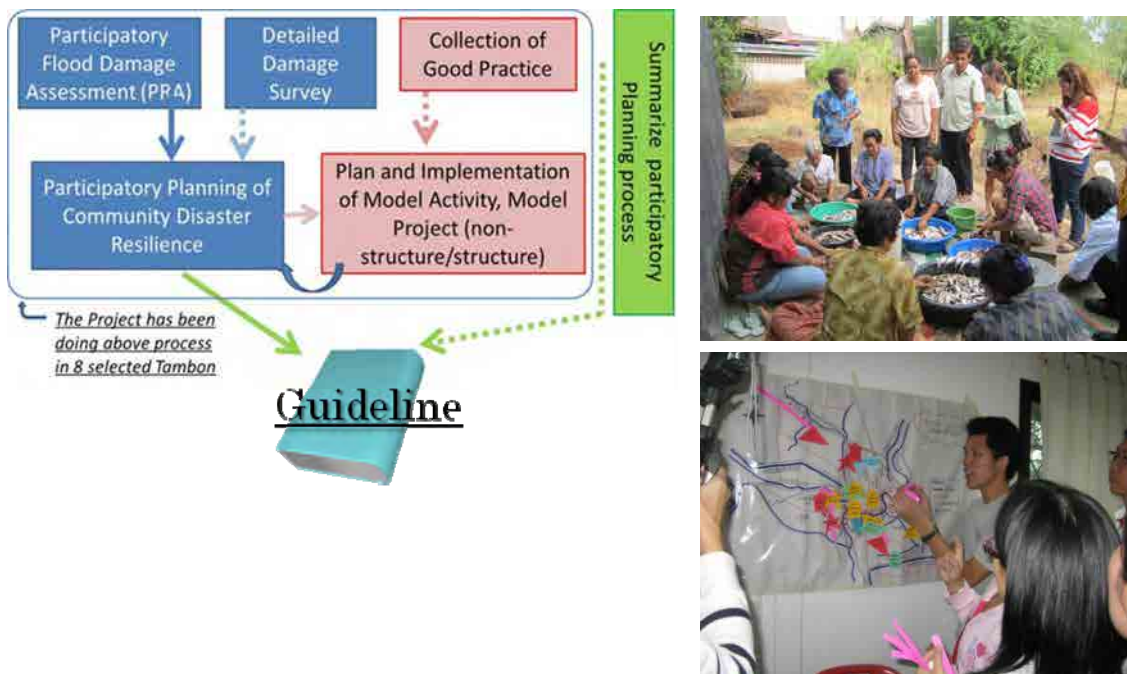 Participatory
Flood Damage
Assessment (PRA)
Detailed
Damage
Survey
Collection of
Good Practice
Participatory Planning of
Community Disaster
Resilience
Plan and Implementation
of Model Activity, Model
Project (non-
structure/structure)
Summarize participatory
Planning process
The Project has been
doing above process
in 8 selected Tambon
Guideline